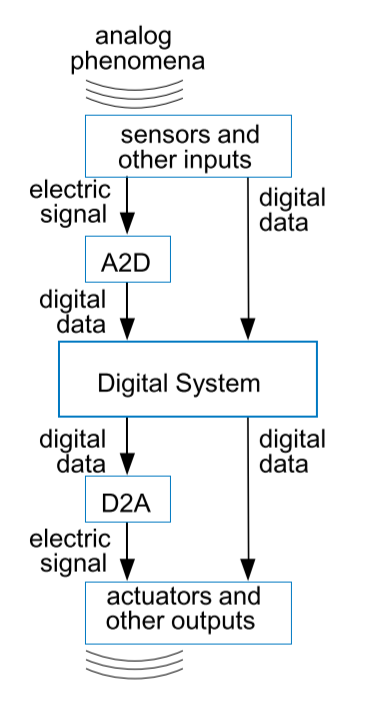 analog
phenomena
sensors and
other inputs
electric
signal
digital
data
A2D
digital
data
Digital System
digital
data
digital
data
D2A
electric
signal
actuators and
other outputs